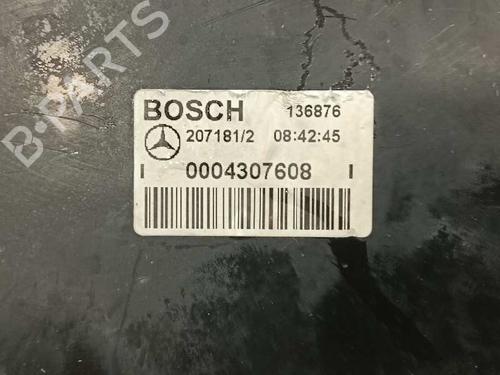 B-PARTS
BOSCH 136876
207181/2 08:42:45
I 0004307608 I